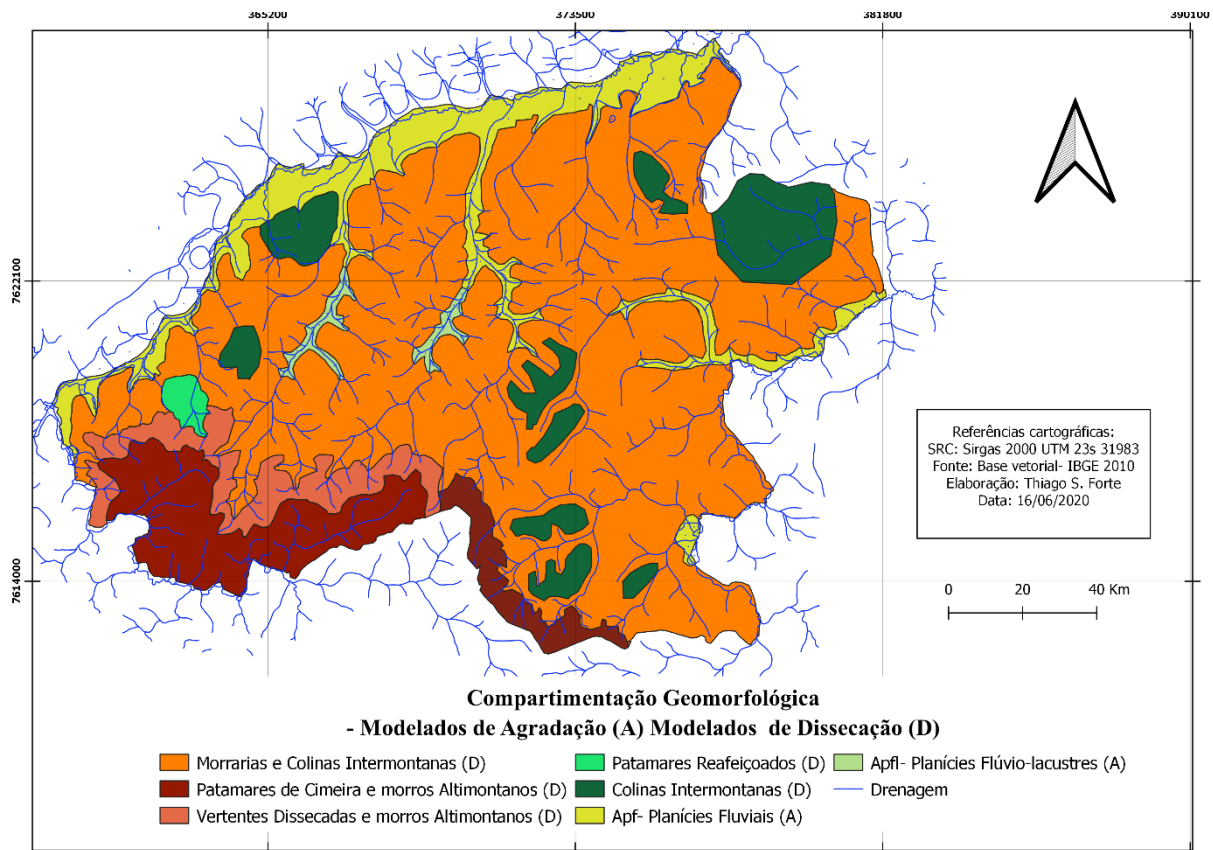 365200 373500 381800 390100
7622100
7614000
Referências cartográficas:
SRC: Sirgas 2000 UTM 23s 31983
Fonte: Base vetorial- IBGE 2010
Elaboração: Thiago S. Forte
Data: 16/06/2020
0 20 40 Km
Compartimentação Geomorfológica
- Modelados de Agradação (A) Modelados de Dissecação (D)
Morrarias e Colinas Intermontanas (D)
Patamares de Cimeira e morros Altimontanos (D)
Vertentes Dissecadas e morros Altimontanos (D)
Patamares Reafeiçoados (D)
Colinas Intermontanas (D)
Apf- Planícies Fluviais (A)
Apfl- Planícies Flúvio-lacustres (A)
Drenagem